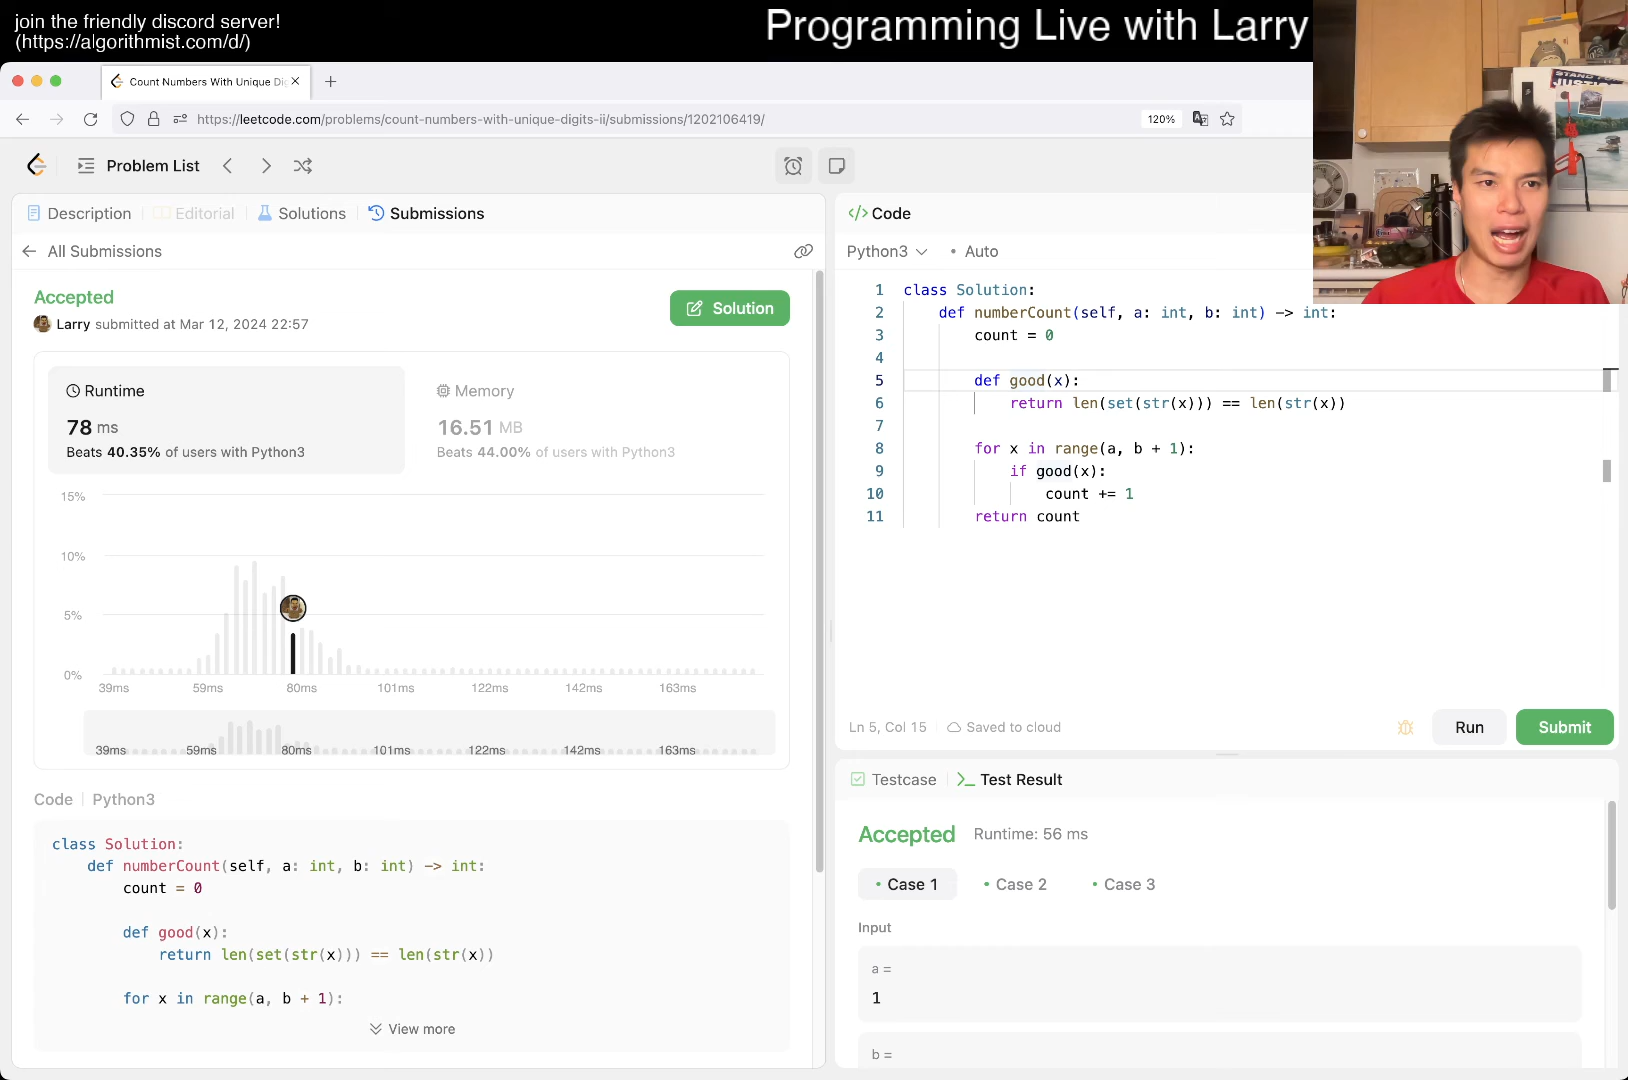 join the friendly discord server!
(https://algorithmist.com/d/)
Programming Live with Larry
Count Numbers With Unique Di
https://leetcode.com/problems/count-numbers-with-unique-digits-ii/submissions/1202106419/
120%
Problem List
Description
Editorial
Solutions
Submissions
All Submissions
Accepted
Larry submitted at Mar 12, 2024 22:57
Solution
Runtime
78 ms
Beats 40.35% of users with Python3
Memory
16.51 MB
Beats 44.00% of users with Python3
15%
10%
5%
0%
39ms 59ms 80ms 101ms 122ms 142ms 163ms
39ms 59ms 80ms 101ms 122ms 142ms 163ms
Code | Python3
class Solution:
def numberCount(self, a: int, b: int) -> int:
count = 0
def good(x):
return len(set(str(x))) == len(str(x))
for x in range(a, b + 1):
View more
</> Code
Python3 • Auto
1 class Solution:
2 def numberCount(self, a: int, b: int) -> int:
3 count = 0
4
5 def good(x):
6 return len(set(str(x))) == len(str(x))
7
8 for x in range(a, b + 1):
9 if good(x):
10 count += 1
11 return count
Ln 5, Col 15
Saved to cloud
Run
Submit
Testcase
Test Result
Accepted Runtime: 56 ms
• Case 1 • Case 2 • Case 3
Input
a =
1
b =